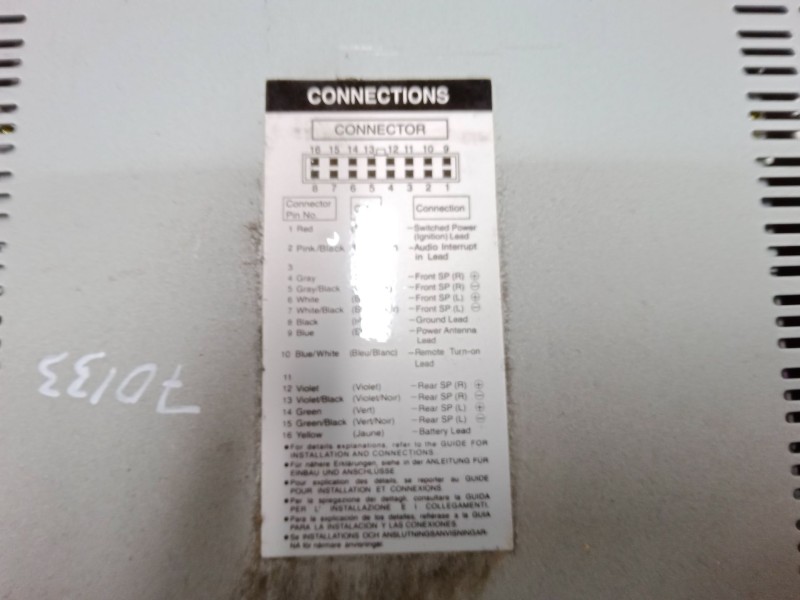 CONNECTIONS
CONNECTOR
16 15 14 13 12 11 10 9
8 7 6 5 4 3 2 1
Connector Connection
Pin No.
1 Red –Switched Power
(Ignition) Lead
2 Pink/Black –Audio Interrupt
in Lead
3
4 Gray –Front SP (R) ⊕
5 Gray/Black –Front SP (R) ⊖
6 White –Front SP (L) ⊕
7 White/Black –Front SP (L) ⊖
8 Black –Ground Lead
9 Blue –Power Antenna
Lead
10 Blue/White (Bleu/Blanc) –Remote Turn-on
Lead
11
12 Violet (Violet) –Rear SP (R) ⊕
13 Violet/Black (Violet/Noir) –Rear SP (R) ⊖
14 Green (Vert) –Rear SP (L) ⊕
15 Green/Black (Vert/Noir) –Rear SP (L) ⊖
16 Yellow (Jaune) –Battery Lead
●For details explanations, refer to the GUIDE FOR
INSTALLATION AND CONNECTIONS.
●Für nähere Erklärungen, siehe in der ANLEITUNG FÜR
EINBAU UND ANSCHLÜSSE
●Pour explication des détails, se reporter au GUIDE
POUR INSTALLATION ET CONNEXIONS.
●Per la spiegazione dei dettagli, consultare la GUIDA
PER L' INSTALLAZIONE E I COLLEGAMENTI.
●Para la explicación de los detalles, refiérase a la GUIA
PARA LA INSTALACION Y LAS CONEXIONES.
●Se INSTALLATIONS OCH ANSLUTNINGSANVISNINGAR-
NA för närmare anvisningar.
70133